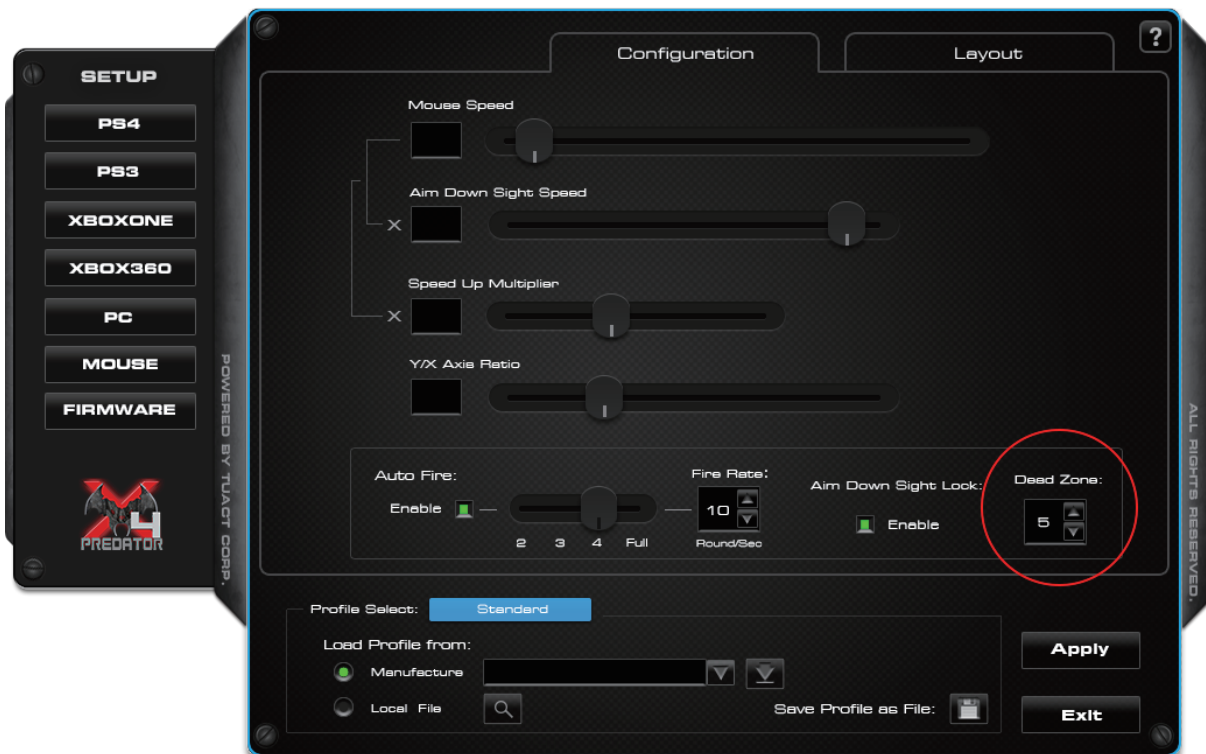 SETUP
PS4
PS3
XBOXONE
XBOX360
PC
MOUSE
FIRMWARE
X4
PREDATOR
POWERED BY TUACT CORP.
Configuration
Layout
?
Mouse Speed
Aim Down Sight Speed
X
Speed Up Multiplier
X
Y/X Axis Ratio
Auto Fire:
Enable
2 3 4 Full
Fire Rate:
10
Round/Sec
Aim Down Sight Lock:
Enable
Dead Zone:
5
Profile Select: Standard
Load Profile from:
Manufacture
Local File
Save Profile as File:
Apply
Exit
ALL RIGHTS RESERVED.